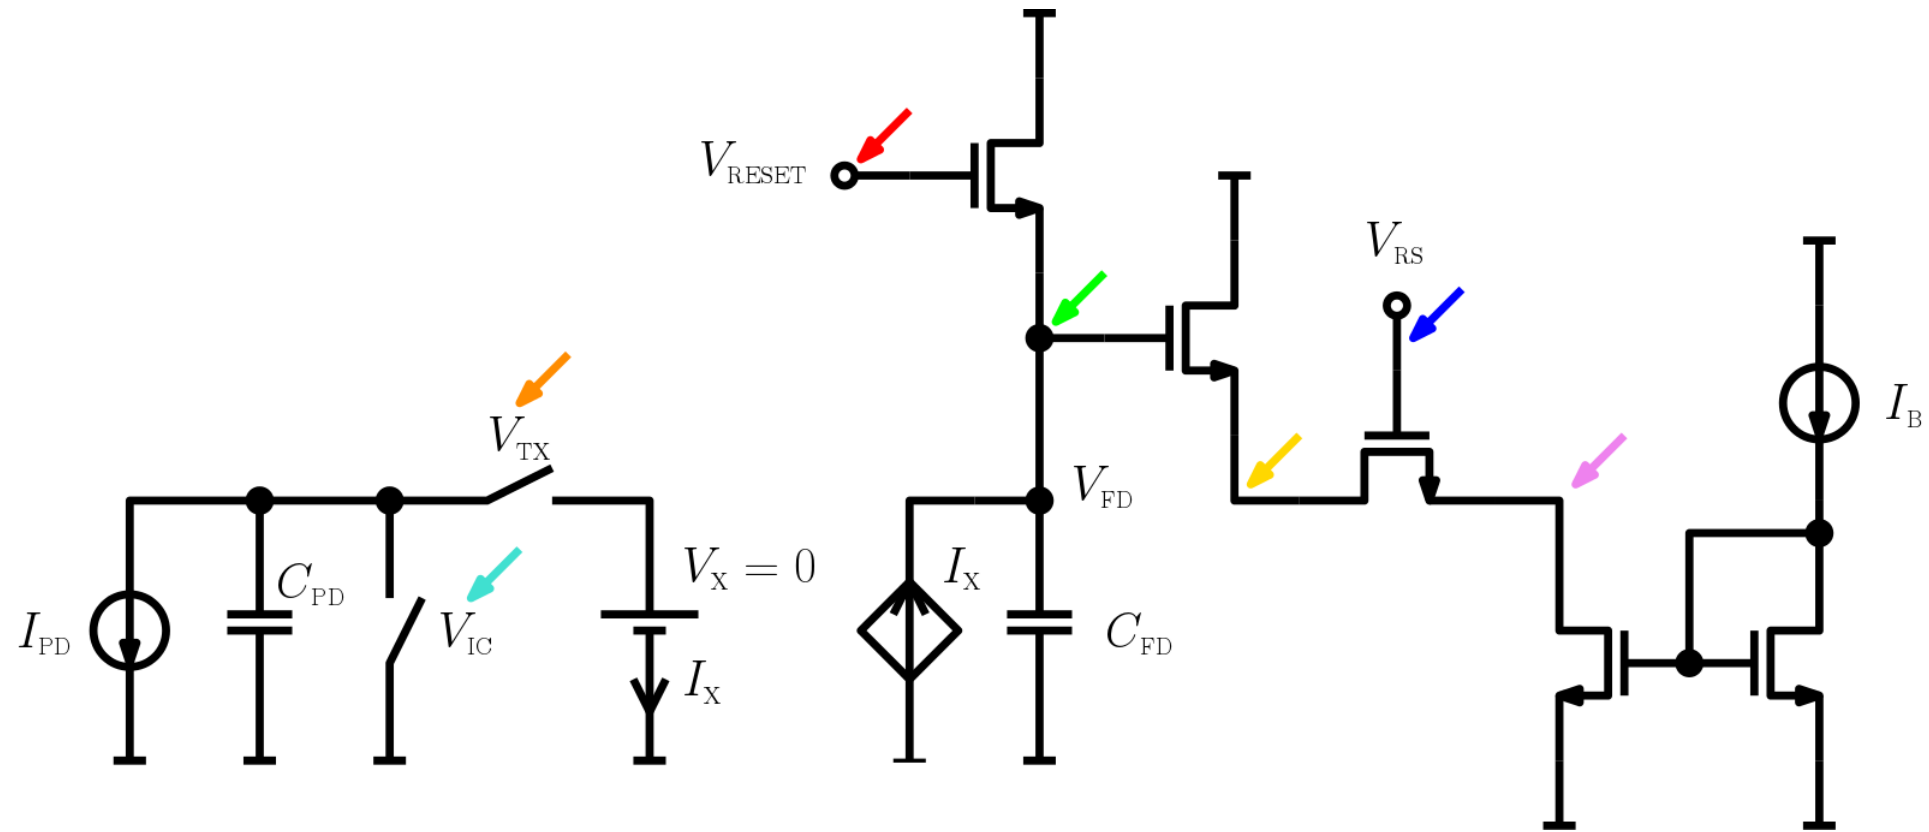 V_RESET
V_RS
I_B
V_TX
V_FD
V_X = 0
I_X
C_PD
I_PD
V_IC
C_FD
I_X